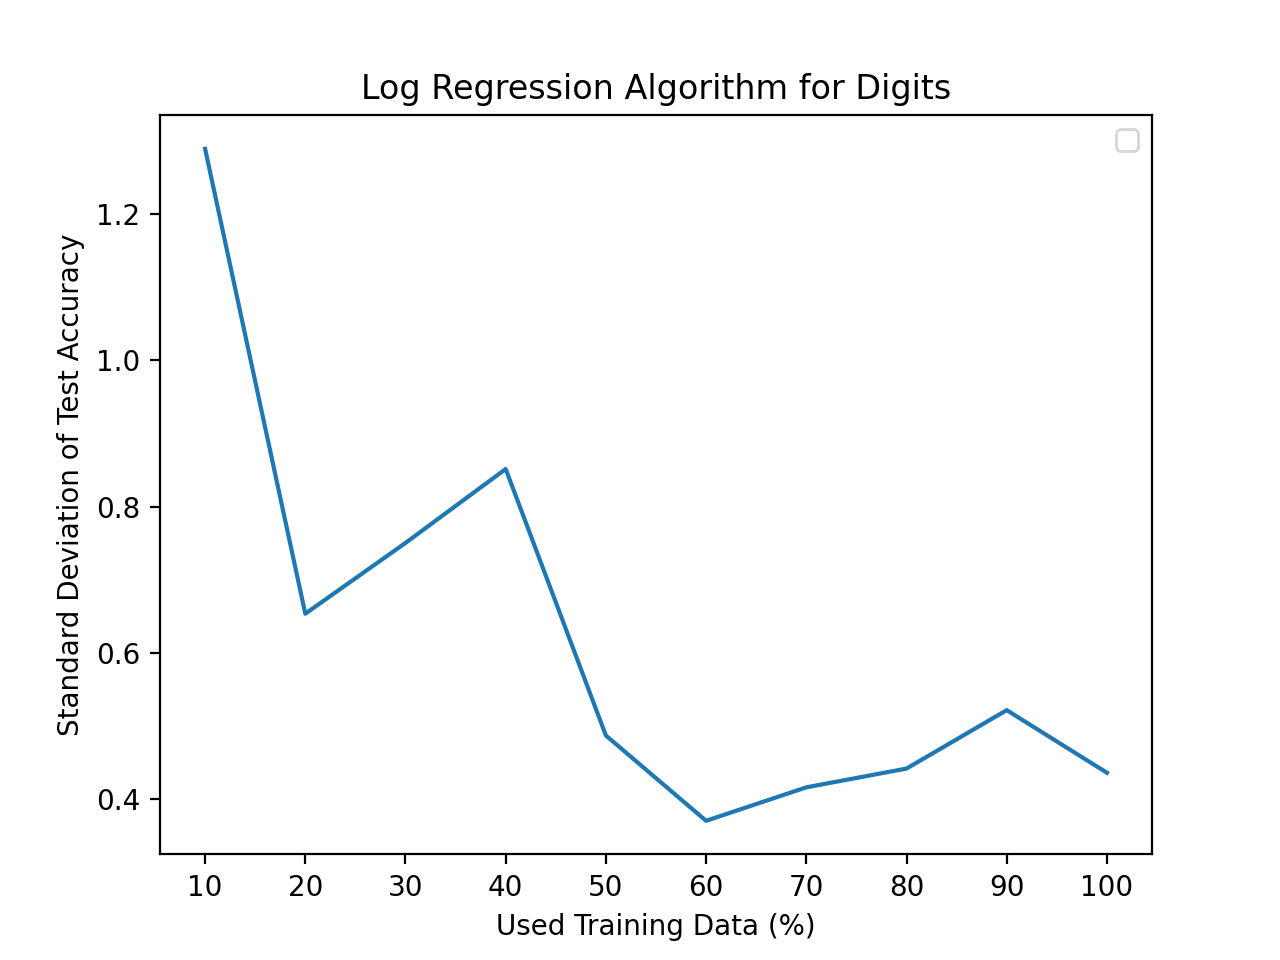 Log Regression Algorithm for Digits
Standard Deviation of Test Accuracy
1.2
1.0
0.8
0.6
0.4
10 20 30 40 50 60 70 80 90 100
Used Training Data (%)